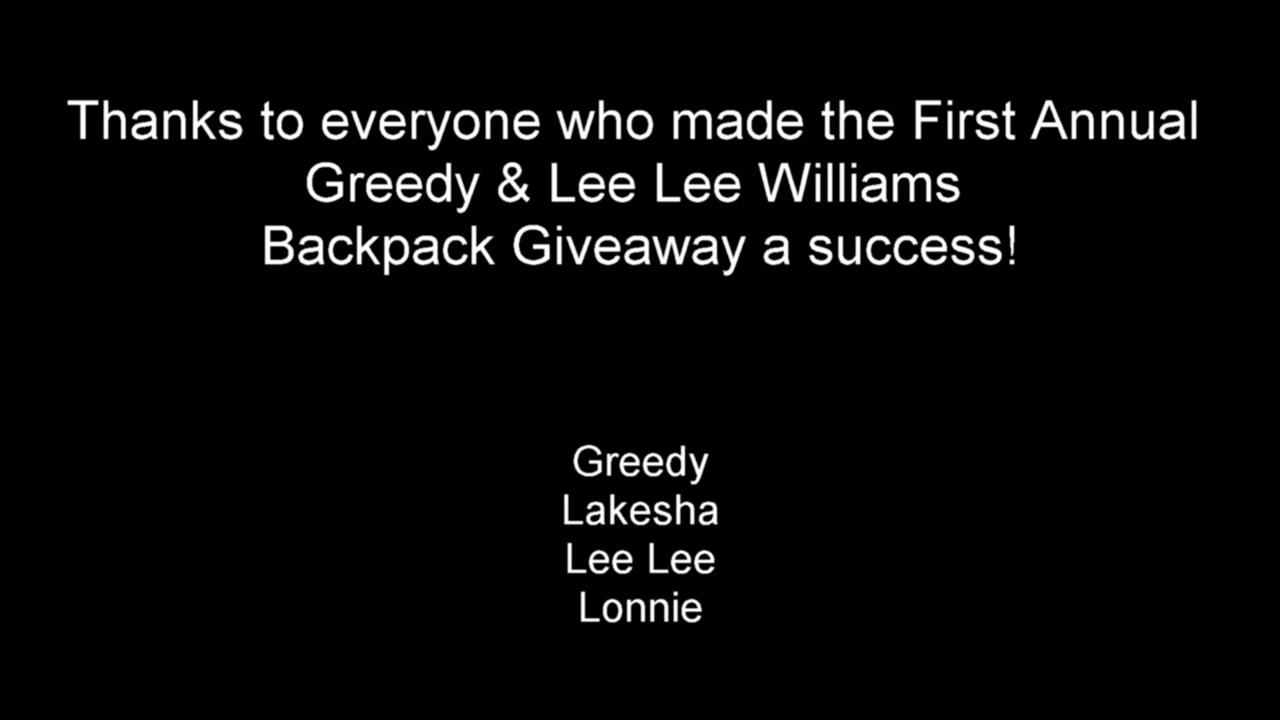 Thanks to everyone who made the First Annual
Greedy & Lee Lee Williams
Backpack Giveaway a success!
Greedy
Lakesha
Lee Lee
Lonnie